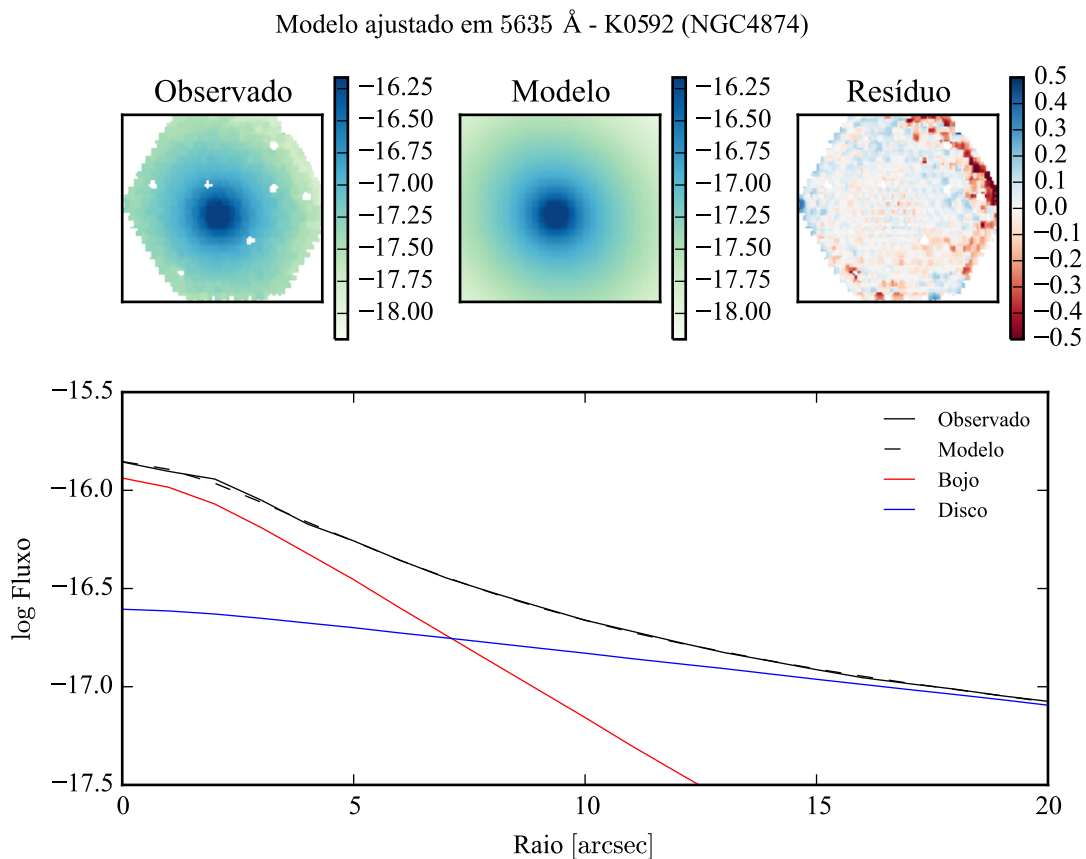 Modelo ajustado em 5635 Å - K0592 (NGC4874)
Observado
Modelo
Resíduo
−16.25
−16.50
−16.75
−17.00
−17.25
−17.50
−17.75
−18.00
−16.25
−16.50
−16.75
−17.00
−17.25
−17.50
−17.75
−18.00
0.5
0.4
0.3
0.2
0.1
0.0
−0.1
−0.2
−0.3
−0.4
−0.5
−15.5
−16.0
−16.5
−17.0
−17.5
log Fluxo
Observado
Modelo
Bojo
Disco
0 5 10 15 20
Raio [arcsec]